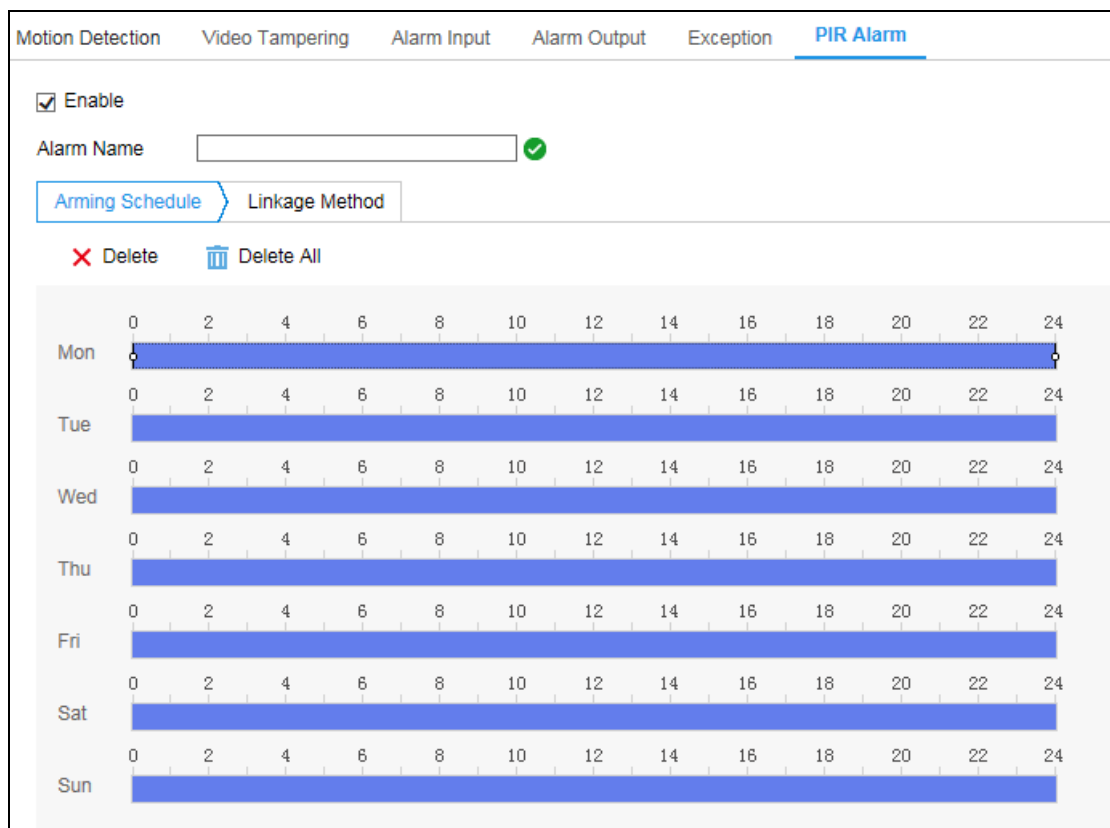 Motion Detection Video Tampering Alarm Input Alarm Output Exception PIR Alarm
Enable
Alarm Name
Arming Schedule Linkage Method
Delete Delete All
0 2 4 6 8 10 12 14 16 18 20 22 24
Mon
0 2 4 6 8 10 12 14 16 18 20 22 24
Tue
0 2 4 6 8 10 12 14 16 18 20 22 24
Wed
0 2 4 6 8 10 12 14 16 18 20 22 24
Thu
0 2 4 6 8 10 12 14 16 18 20 22 24
Fri
0 2 4 6 8 10 12 14 16 18 20 22 24
Sat
0 2 4 6 8 10 12 14 16 18 20 22 24
Sun